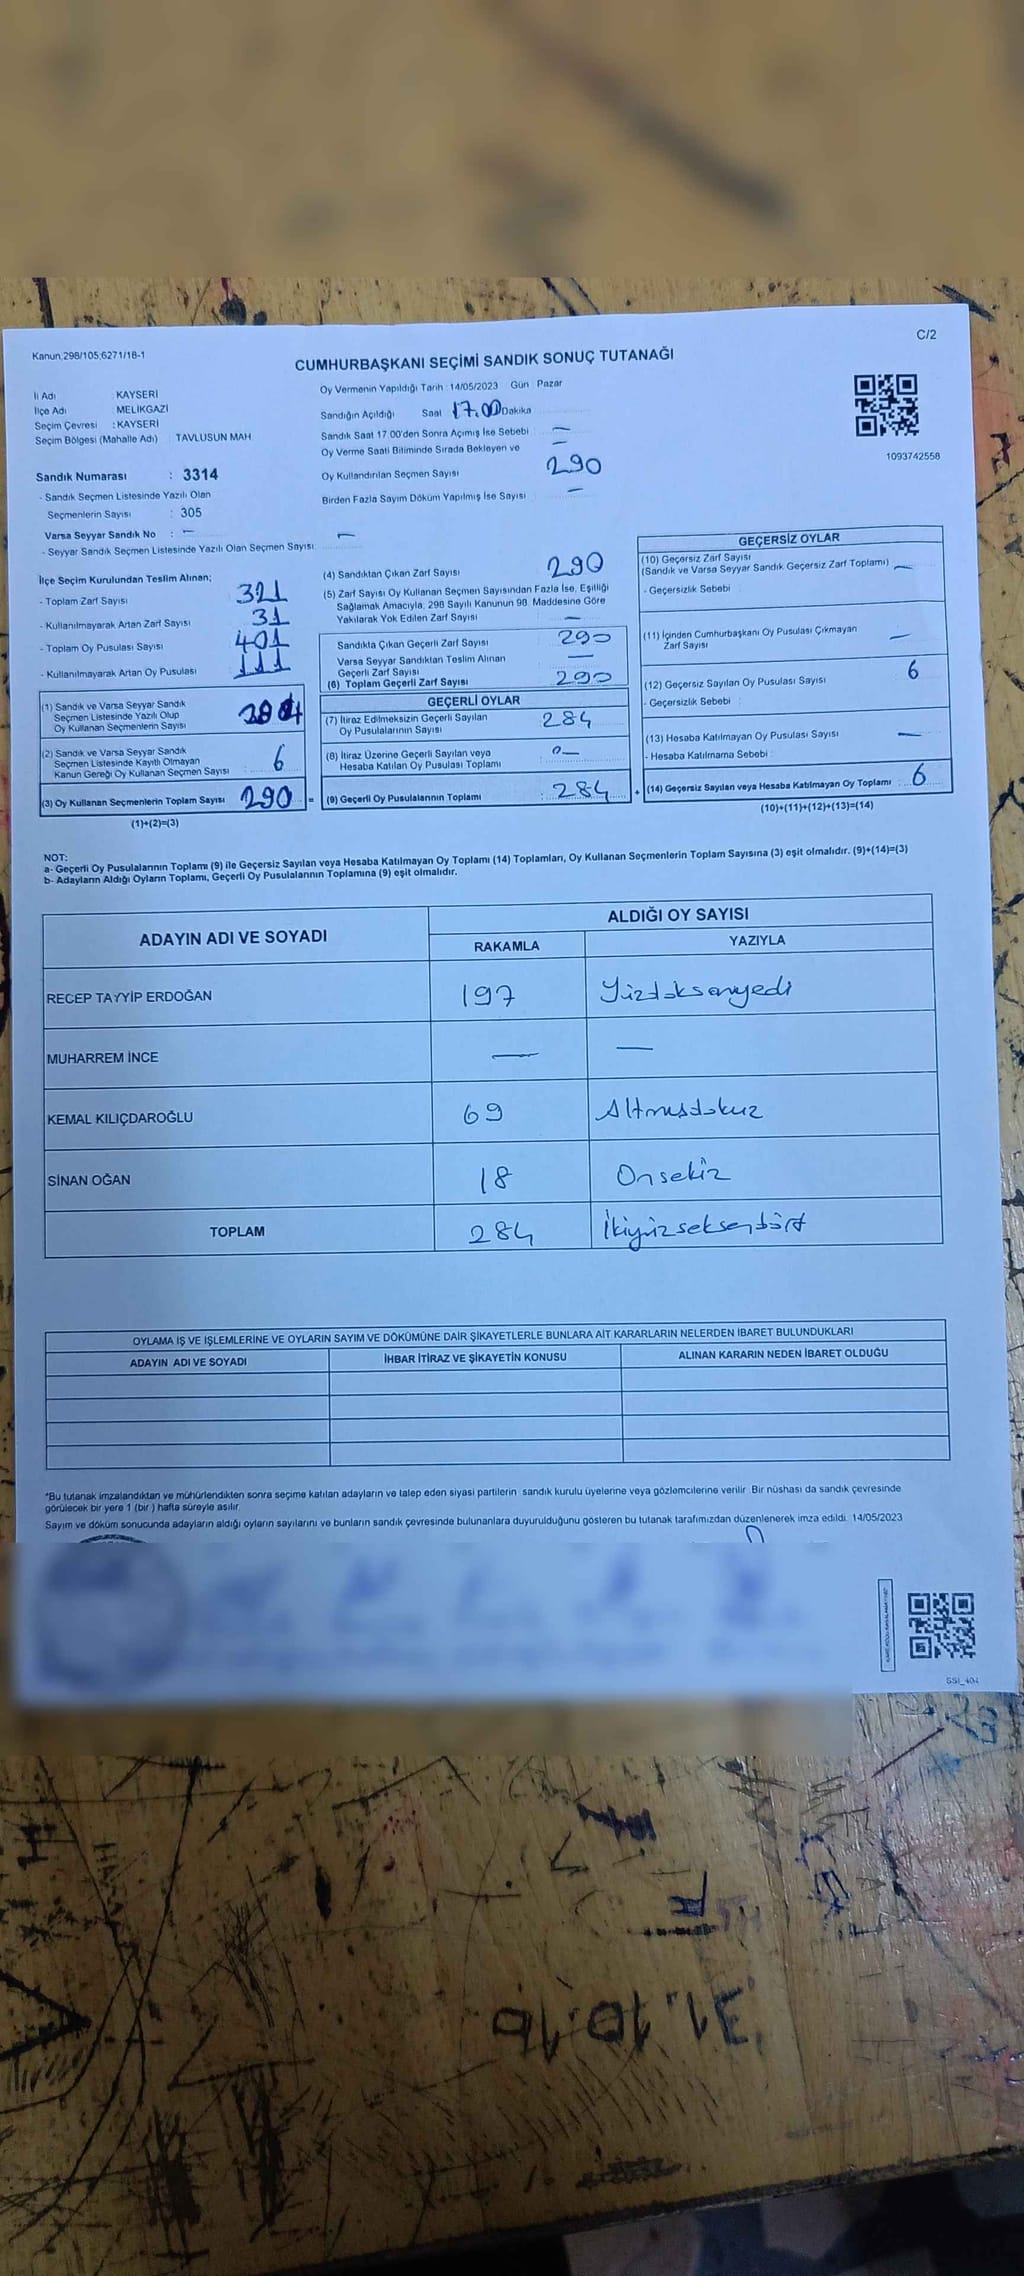 Kanun,298/105,6271/18-1
C/2
CUMHURBAŞKANI SEÇİMİ SANDIK SONUÇ TUTANAĞI
İl Adı : KAYSERİ
İlçe Adı : MELİKGAZİ
Seçim Çevresi : KAYSERİ
Seçim Bölgesi (Mahalle Adı) : TAVLUSUN MAH
Sandık Numarası : 3314
- Sandık Seçmen Listesinde Yazılı Olan
Seçmenlerin Sayısı : 305
Varsa Seyyar Sandık No : —
- Seyyar Sandık Seçmen Listesinde Yazılı Olan Seçmen Sayısı: —
Oy Vermenin Yapıldığı Tarih : 14/05/2023 Gün Pazar
Sandığın Açıldığı Saat 17.00 Dakika
Sandık Saat 17.00'den Sonra Açımış İse Sebebi : —
Oy Verme Saati Bitiminde Sırada Bekleyen ve —
Oy Kullandırılan Seçmen Sayısı 290
Birden Fazla Sayım Döküm Yapılmış İse Sayısı : —
1093742558
İlçe Seçim Kurulundan Teslim Alınan;
- Toplam Zarf Sayısı 321
- Kullanılmayarak Artan Zarf Sayısı 31
- Toplam Oy Pusulası Sayısı 401
- Kullanılmayarak Artan Oy Pusulası 111
(1) Sandık ve Varsa Seyyar Sandık
Seçmen Listesinde Yazılı Olup
Oy Kullanan Seçmenlerin Sayısı
(2) Sandık ve Varsa Seyyar Sandık
Seçmen Listesinde Kayıtlı Olmayan
Kanun Gereği Oy Kullanan Seçmen Sayısı 6
(3) Oy Kullanan Seçmenlerin Toplam Sayısı 290 =
(1)+(2)=(3)
(4) Sandıktan Çıkan Zarf Sayısı 290
(5) Zarf Sayısı Oy Kullanan Seçmen Sayısından Fazla İse, Eşitliği
Sağlamak Amacıyla, 298 Sayılı Kanunun 98. Maddesine Göre
Yakılarak Yok Edilen Zarf Sayısı —
Sandıkla Çıkan Geçerli Zarf Sayısı 290
Varsa Seyyar Sandıktan Teslim Alınan
Geçerli Zarf Sayısı —
(6) Toplam Geçerli Zarf Sayısı 290
GEÇERLİ OYLAR
(7) İtiraz Edilmeksizin Geçerli Sayılan
Oy Pusulalarının Sayısı 284
(8) İtiraz Üzerine Geçerli Sayılan veya
Hesaba Katılan Oy Pusulası Toplamı : 0—
(9) Geçerli Oy Pusulalarının Toplamı : 284 +
GEÇERSİZ OYLAR
(10) Geçersiz Zarf Sayısı
(Sandık ve Varsa Seyyar Sandık Geçersiz Zarf Toplamı) —
- Geçersizlik Sebebi :
(11) İçinden Cumhurbaşkanı Oy Pusulası Çıkmayan
Zarf Sayısı —
(12) Geçersiz Sayılan Oy Pusulası Sayısı 6
- Geçersizlik Sebebi :
(13) Hesaba Katılmayan Oy Pusulası Sayısı —
- Hesaba Katılmama Sebebi :
(14) Geçersiz Sayılan veya Hesaba Katılmayan Oy Toplamı : 6
(10)+(11)+(12)+(13)=(14)
NOT:
a- Geçerli Oy Pusulalarının Toplamı (9) ile Geçersiz Sayılan veya Hesaba Katılmayan Oy Toplamı (14) Toplamları, Oy Kullanan Seçmenlerin Toplam Sayısına (3) eşit olmalıdır. (9)+(14)=(3)
b- Adayların Aldığı Oyların Toplamı, Geçerli Oy Pusulalarının Toplamına (9) eşit olmalıdır.
ADAYIN ADI VE SOYADI
ALDIĞI OY SAYISI
RAKAMLA YAZIYLA
RECEP TAYYİP ERDOĞAN 197 Yüzdoksanyedi
MUHARREM İNCE — —
KEMAL KILIÇDAROĞLU 69 Altmışdokuz
SİNAN OĞAN 18 Onsekiz
TOPLAM 284 İkiyüzseksendört
OYLAMA İŞ VE İŞLEMLERİNE VE OYLARIN SAYIM VE DÖKÜMÜNE DAİR ŞİKAYETLERLE BUNLARA AİT KARARLARIN NELERDEN İBARET BULUNDUKLARI
ADAYIN ADI VE SOYADI İHBAR İTİRAZ VE ŞİKAYETİN KONUSU ALINAN KARARIN NEDEN İBARET OLDUĞU
*Bu tutanak imzalandıktan ve mühürlendikten sonra seçime katılan adayların ve talep eden siyasi partilerin sandık kurulu üyelerine veya gözlemcilerine verilir. Bir nüshası da sandık çevresinde
görülecek bir yere 1 (bir) hafta süreyle asılır.
Sayım ve döküm sonucunda adayların aldığı oyların sayılarını ve bunların sandık çevresinde bulunanlara duyurulduğunu gösteren bu tutanak tarafımızdan düzenlenerek imza edildi. 14/05/2023
SSI_404
31.10.16